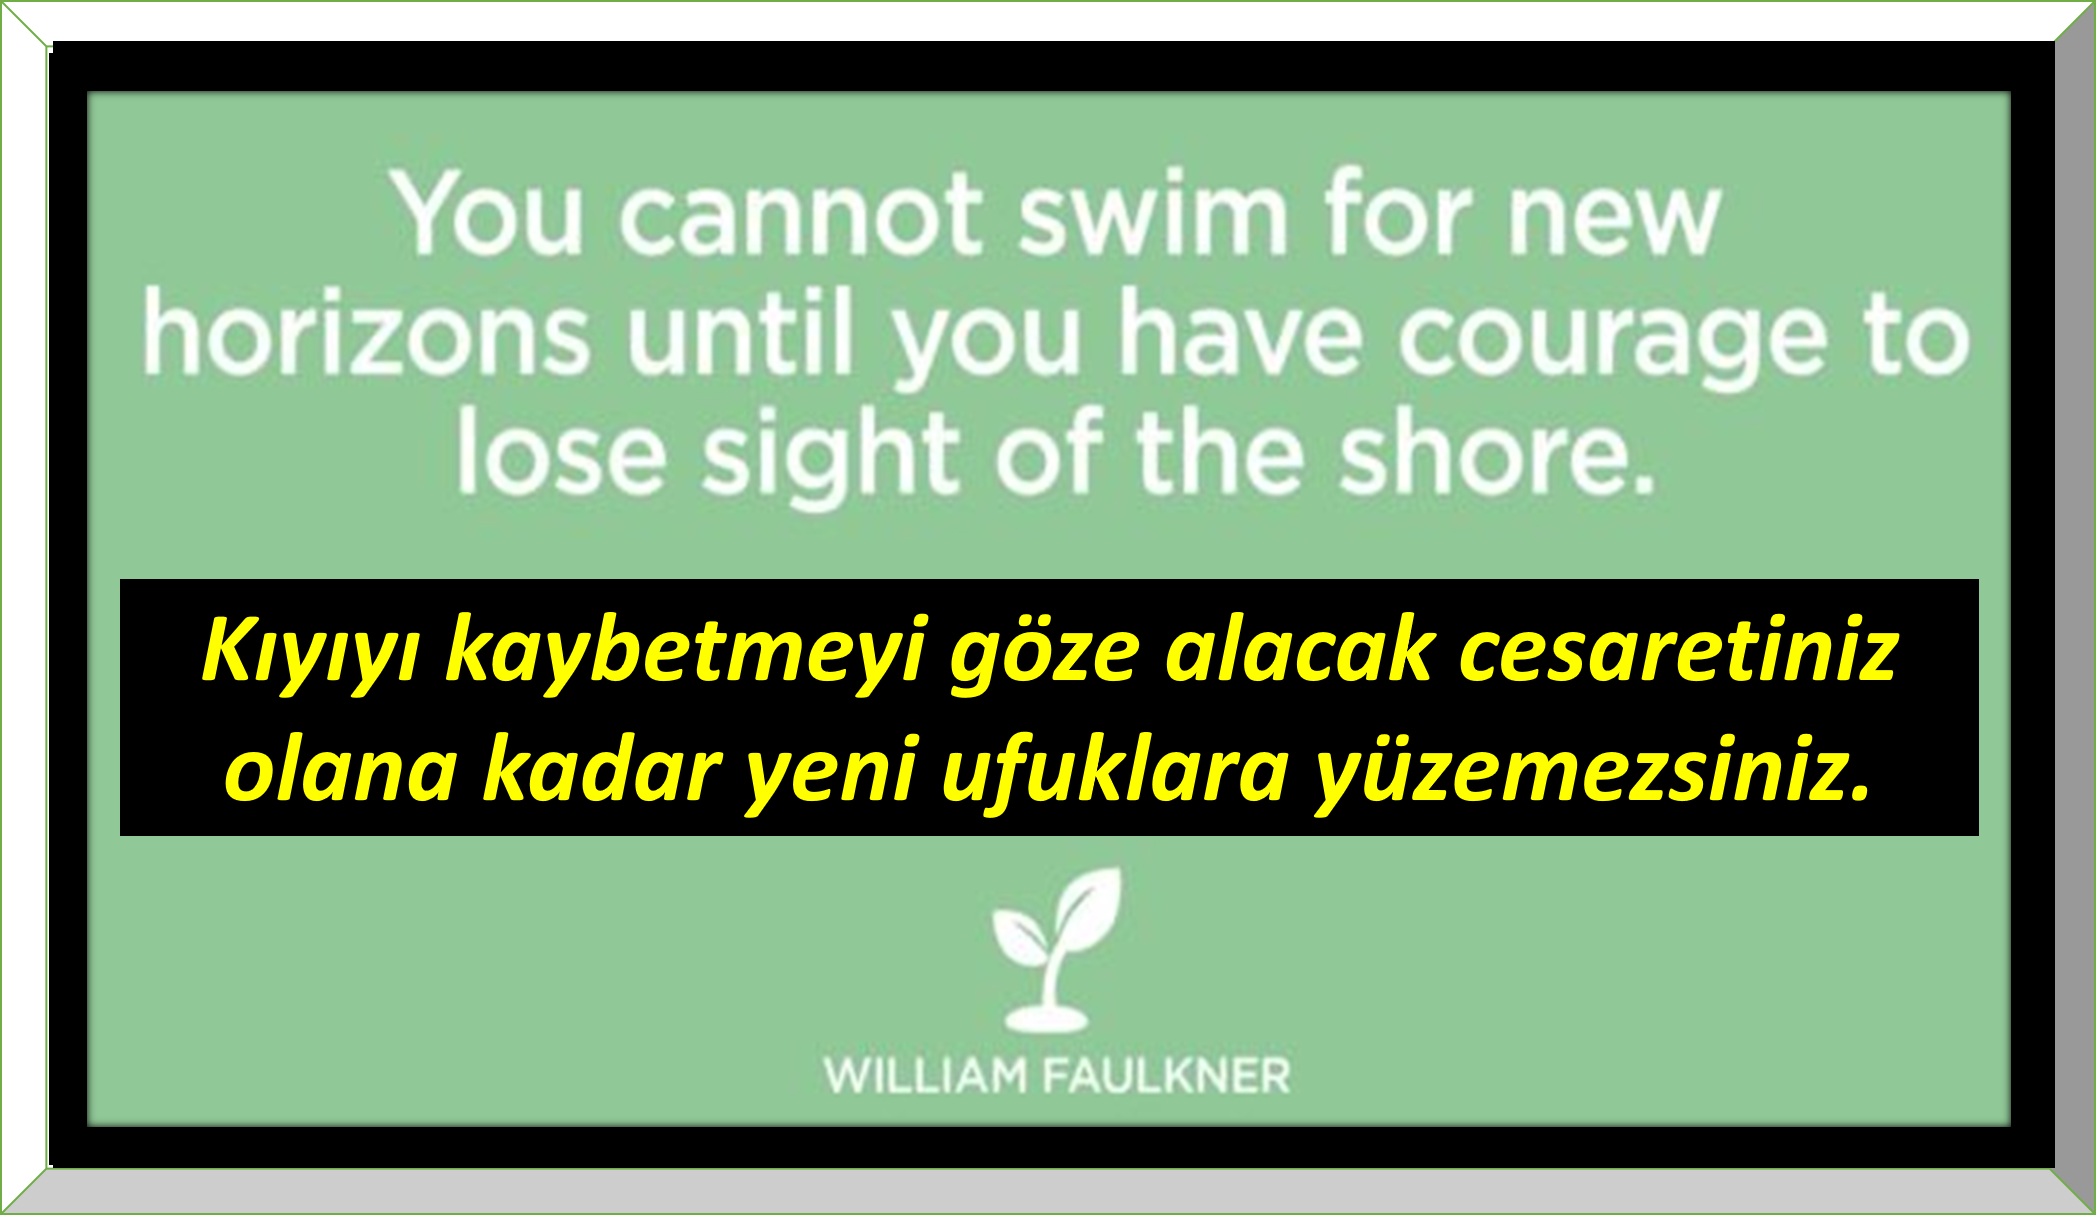 You cannot swim for new
horizons until you have courage to
lose sight of the shore.
Kıyıyı kaybetmeyi göze alacak cesaretiniz
olana kadar yeni ufuklara yüzemezsiniz.
WILLIAM FAULKNER